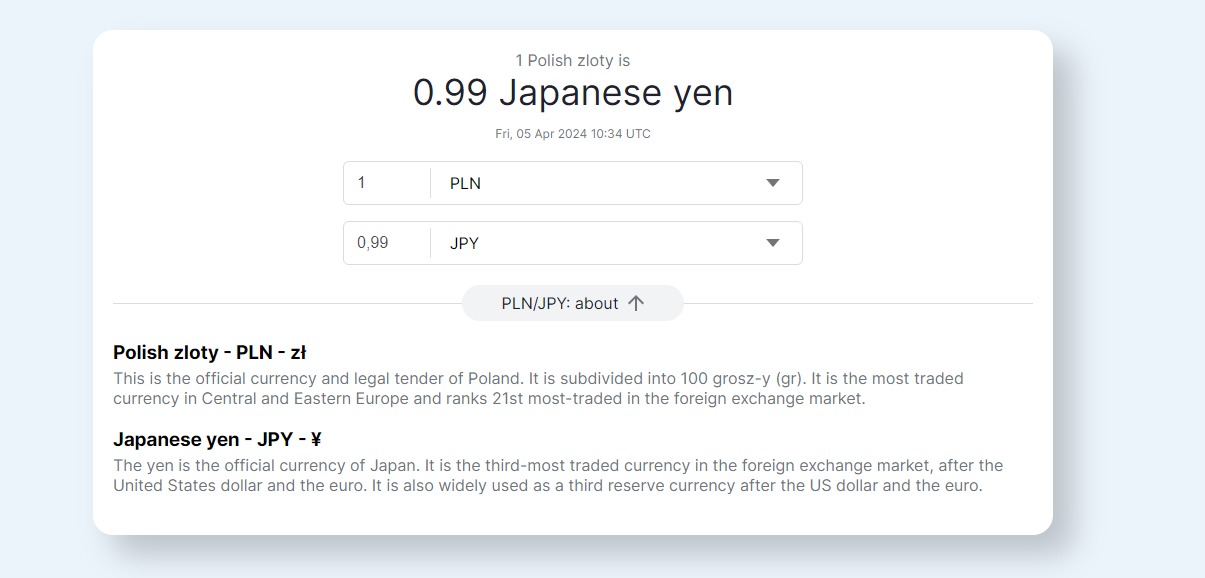 1 Polish zloty is
0.99 Japanese yen
Fri, 05 Apr 2024 10:34 UTC
1 PLN
0,99 JPY
PLN/JPY: about ↑
Polish zloty - PLN - zł
This is the official currency and legal tender of Poland. It is subdivided into 100 grosz-y (gr). It is the most traded
currency in Central and Eastern Europe and ranks 21st most-traded in the foreign exchange market.
Japanese yen - JPY - ¥
The yen is the official currency of Japan. It is the third-most traded currency in the foreign exchange market, after the
United States dollar and the euro. It is also widely used as a third reserve currency after the US dollar and the euro.